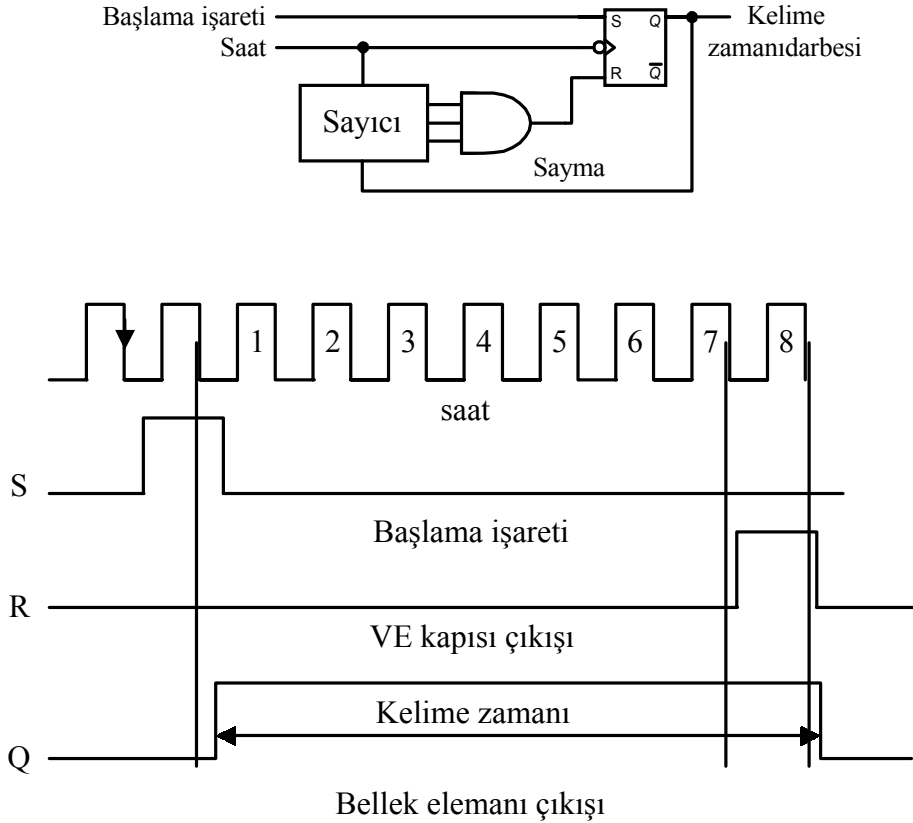 Başlama işareti
Kelime
zamanıdarbesi
Saat
S Q
R Q
Sayıcı
Sayma
1 2 3 4 5 6 7 8
saat
S
Başlama işareti
R
VE kapısı çıkışı
Kelime zamanı
Q
Bellek elemanı çıkışı